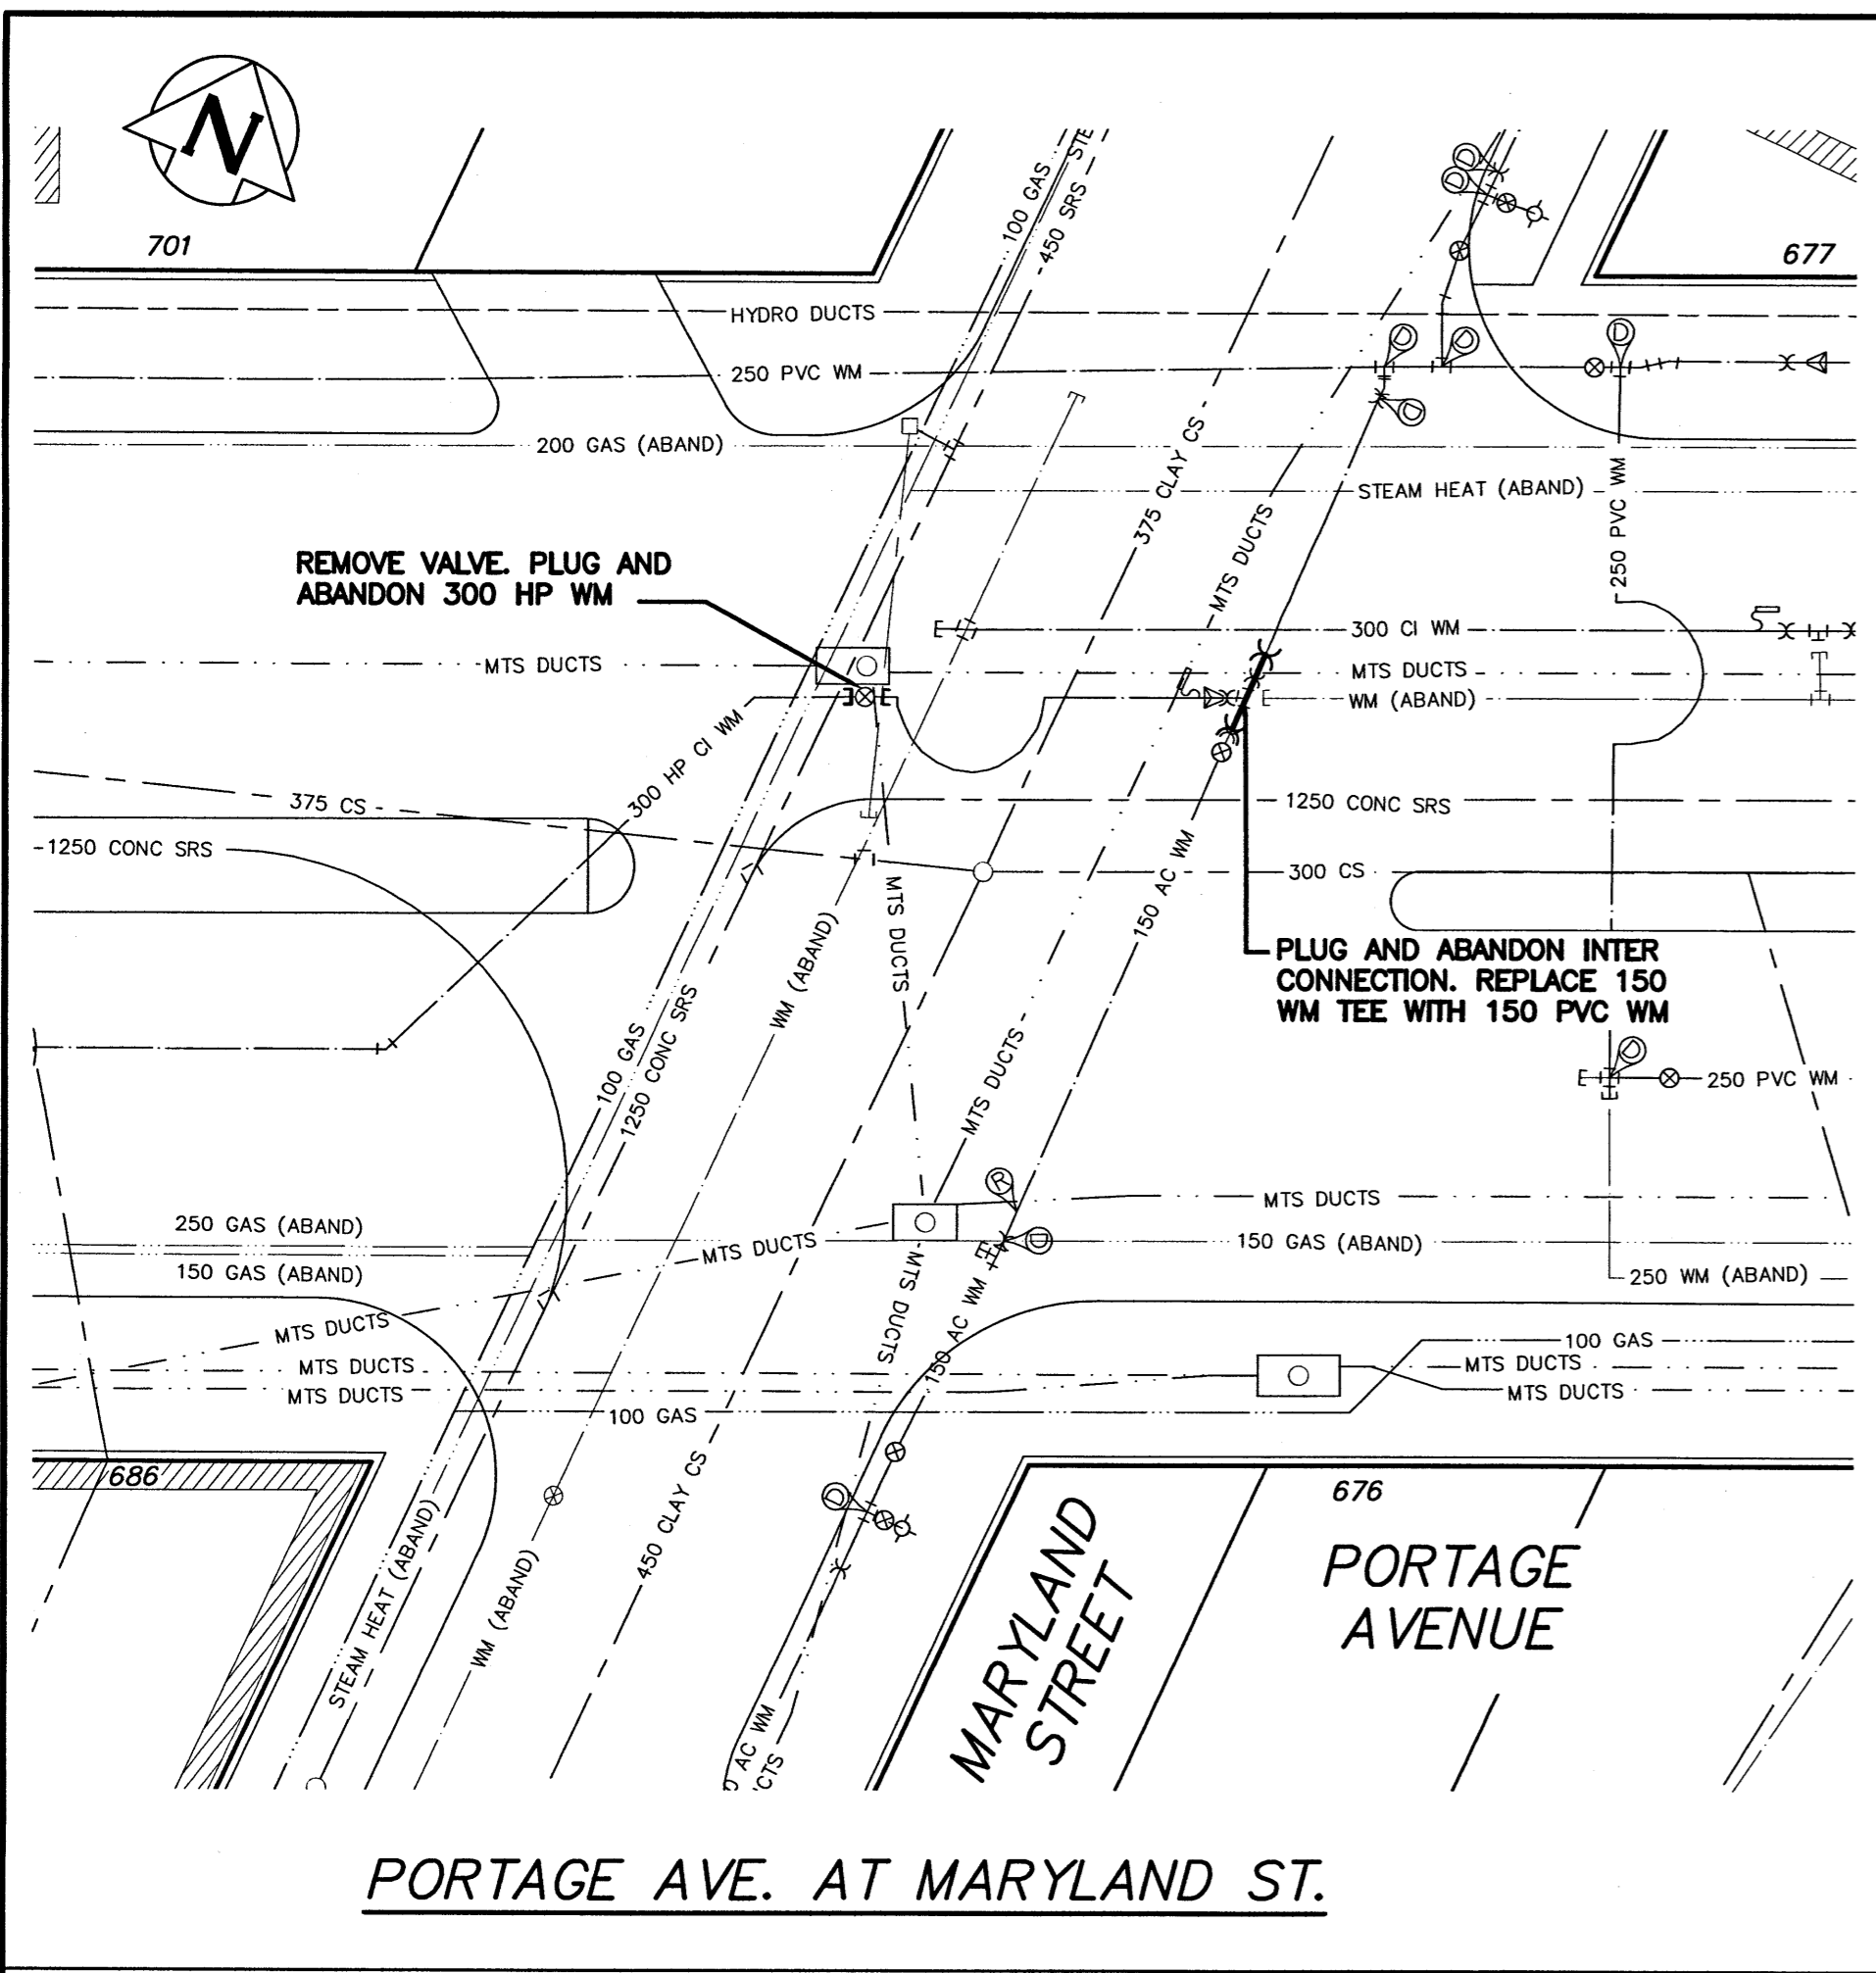 N
701
677
100 GAS
STE
450 SRS
HYDRO DUCTS
250 PVC WM
D
D
D
D
D
D
200 GAS (ABAND)
375 CLAY CS
MTS DUCTS
STEAM HEAT (ABAND)
250 PVC WM
REMOVE VALVE. PLUG AND
ABANDON 300 HP WM
300 CI WM
MTS DUCTS
MTS DUCTS
WM (ABAND)
300 HP CI WM
375 CS
1250 CONC SRS
1250 CONC SRS
300 CS
150 AC WM
MTS DUCTS
WM (ABAND)
PLUG AND ABANDON INTER
CONNECTION. REPLACE 150
WM TEE WITH 150 PVC WM
100 GAS
1250 CONC SRS
MTS DUCTS
D
250 PVC WM
R
MTS DUCTS
250 GAS (ABAND)
150 GAS (ABAND)
MTS DUCTS
D
150 GAS (ABAND)
250 WM (ABAND)
MTS DUCTS
MTS DUCTS
150 AC WM
100 GAS
MTS DUCTS
MTS DUCTS
MTS DUCTS
MTS DUCTS
100 GAS
686
676
D
450 CLAY CS
STEAM HEAT (ABAND)
WM (ABAND)
AC WM
CTS
MARYLAND
STREET
PORTAGE
AVENUE
PORTAGE AVE. AT MARYLAND ST.